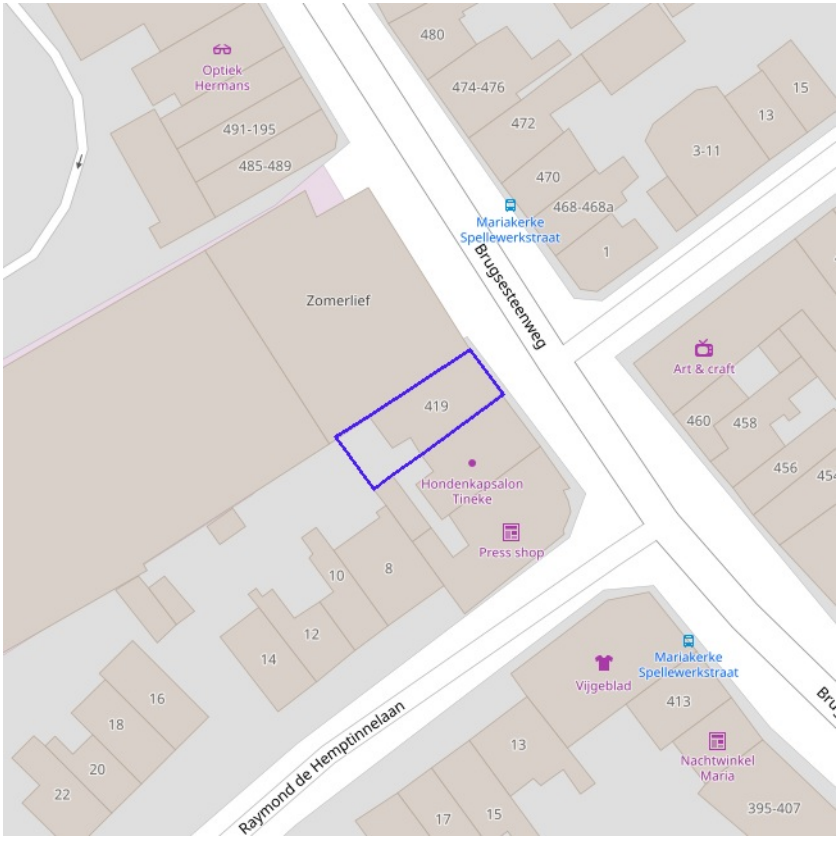 480
Optiek
Hermans
474-476
15
13
491-195
472
3-11
485-489
470
468-468a
Mariakerke
Spellewerkstraat
1
Brugsesteenweg
Zomerlief
Art & craft
419
460
458
456
454
Hondenkapsalon
Tineke
Press shop
10
8
12
14
Mariakerke
Spellewerkstraat
Vijgeblad
413
16
18
20
22
Raymond de Hemptinnelaan
13
Nachtwinkel
Maria
395-407
15
17